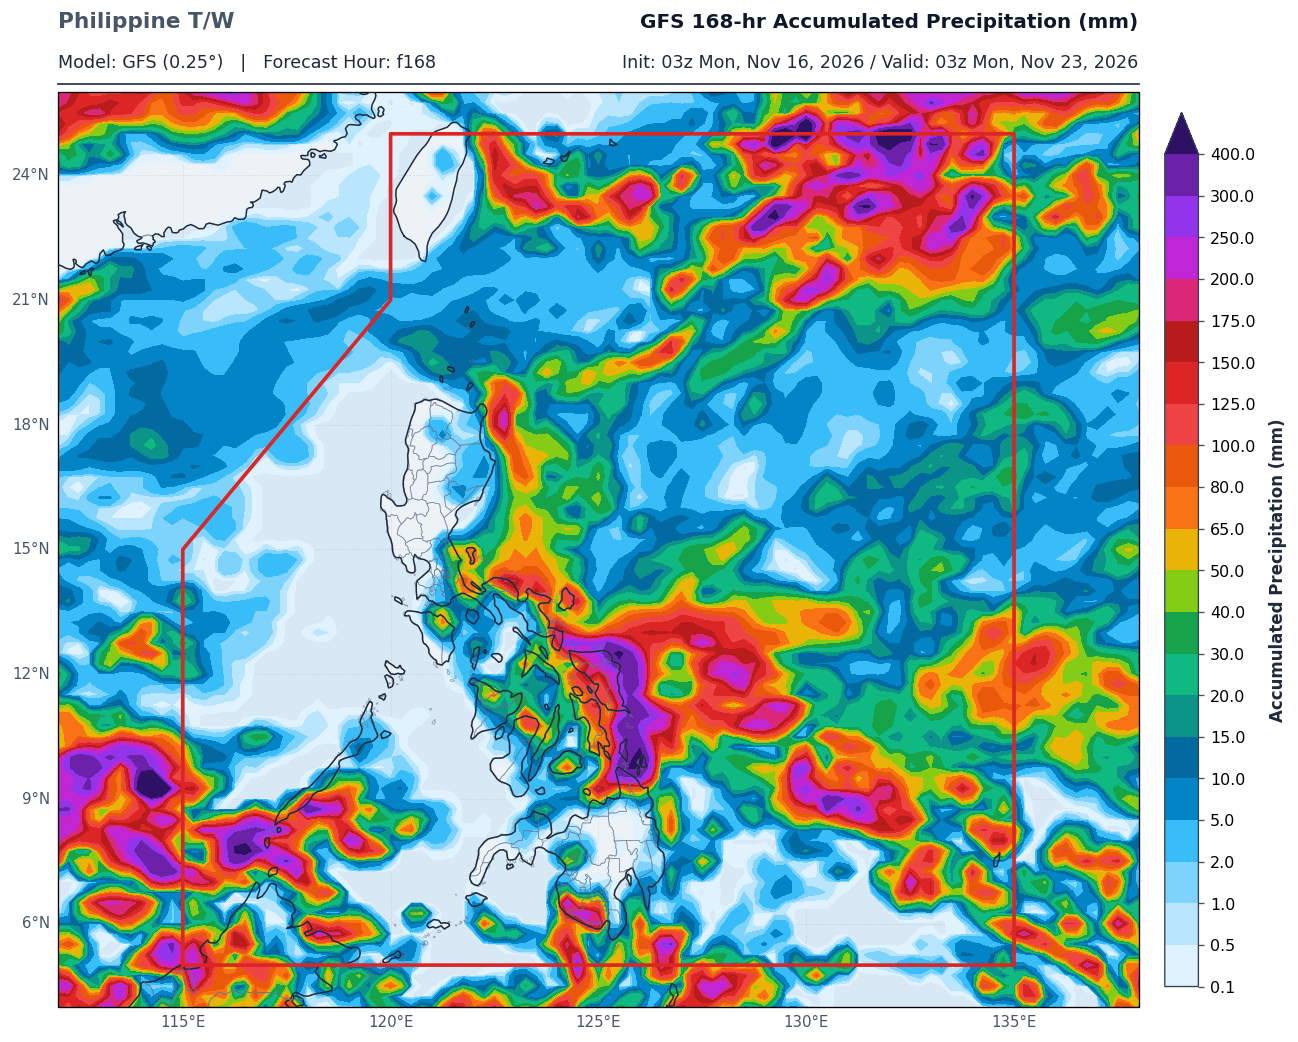 Philippine T/W
GFS 168-hr Accumulated Precipitation (mm)
Model: GFS (0.25°)   |   Forecast Hour: f168
Init: 03z Mon, Nov 16, 2026 / Valid: 03z Mon, Nov 23, 2026
24°N
21°N
18°N
15°N
12°N
9°N
6°N
115°E
120°E
125°E
130°E
135°E
400.0
300.0
250.0
200.0
175.0
150.0
125.0
100.0
80.0
65.0
50.0
40.0
30.0
20.0
15.0
10.0
5.0
2.0
1.0
0.5
0.1
Accumulated Precipitation (mm)